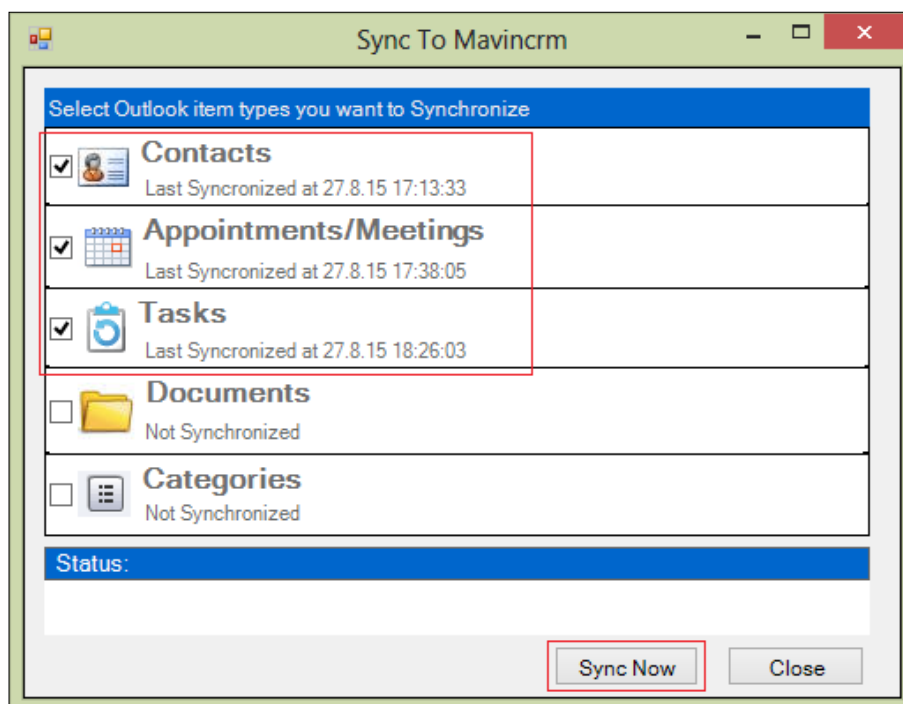 Sync To Mavincrm
Select Outlook item types you want to Synchronize
Contacts
Last Syncronized at 27.8.15 17:13:33
Appointments/Meetings
Last Syncronized at 27.8.15 17:38:05
Tasks
Last Syncronized at 27.8.15 18:26:03
Documents
Not Synchronized
Categories
Not Synchronized
Status:
Sync Now Close